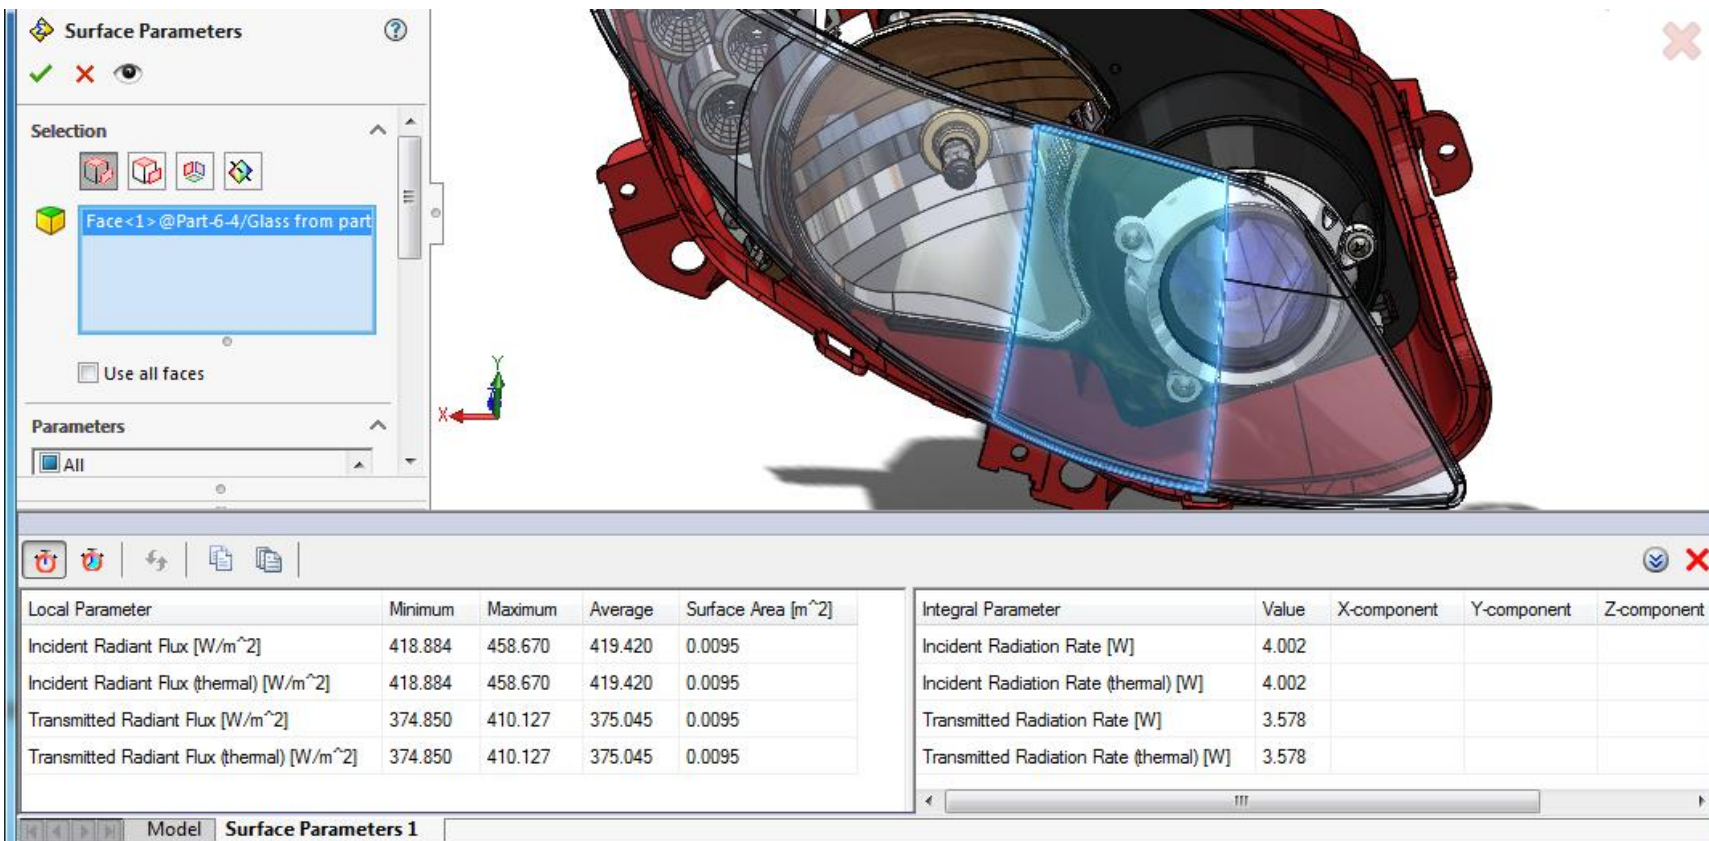 Surface Parameters
Selection
Face<1>@Part-6-4/Glass from part
Use all faces
Parameters
All
Y
X
Local Parameter Minimum Maximum Average Surface Area [m^2]
Incident Radiant Flux [W/m^2] 418.884 458.670 419.420 0.0095
Incident Radiant Flux (thermal) [W/m^2] 418.884 458.670 419.420 0.0095
Transmitted Radiant Flux [W/m^2] 374.850 410.127 375.045 0.0095
Transmitted Radiant Flux (thermal) [W/m^2] 374.850 410.127 375.045 0.0095
Integral Parameter Value X-component Y-component Z-component
Incident Radiation Rate [W] 4.002
Incident Radiation Rate (thermal) [W] 4.002
Transmitted Radiation Rate [W] 3.578
Transmitted Radiation Rate (thermal) [W] 3.578
Model Surface Parameters 1